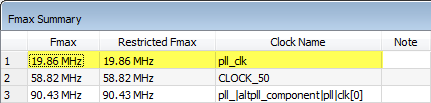 Fmax Summary
Fmax Restricted Fmax Clock Name Note
1 19.86 MHz 19.86 MHz pll_clk
2 58.82 MHz 58.82 MHz CLOCK_50
3 90.43 MHz 90.43 MHz pll_|altpll_component|pll|clk[0]